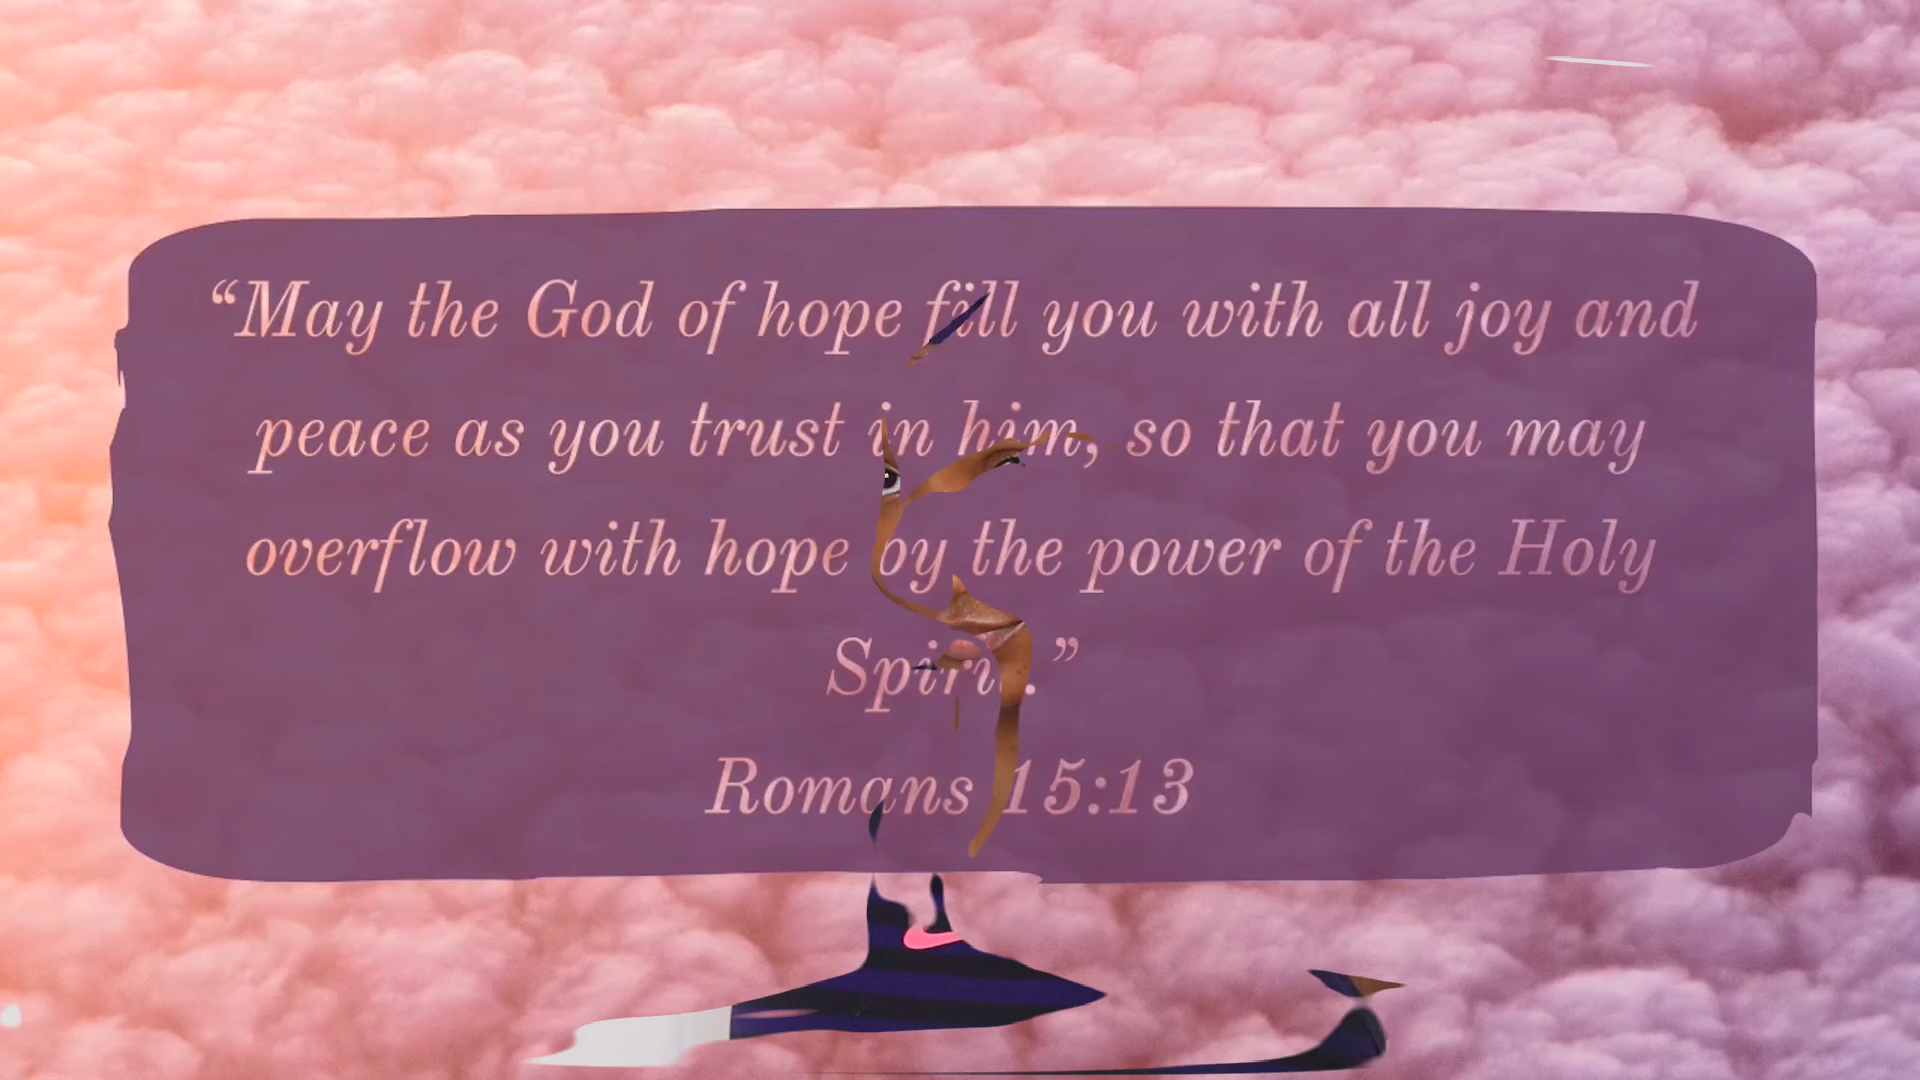 “May the God of hope fill you with all joy and
peace as you trust in him, so that you may
overflow with hope by the power of the Holy
Spirit.”
Romans 15:13